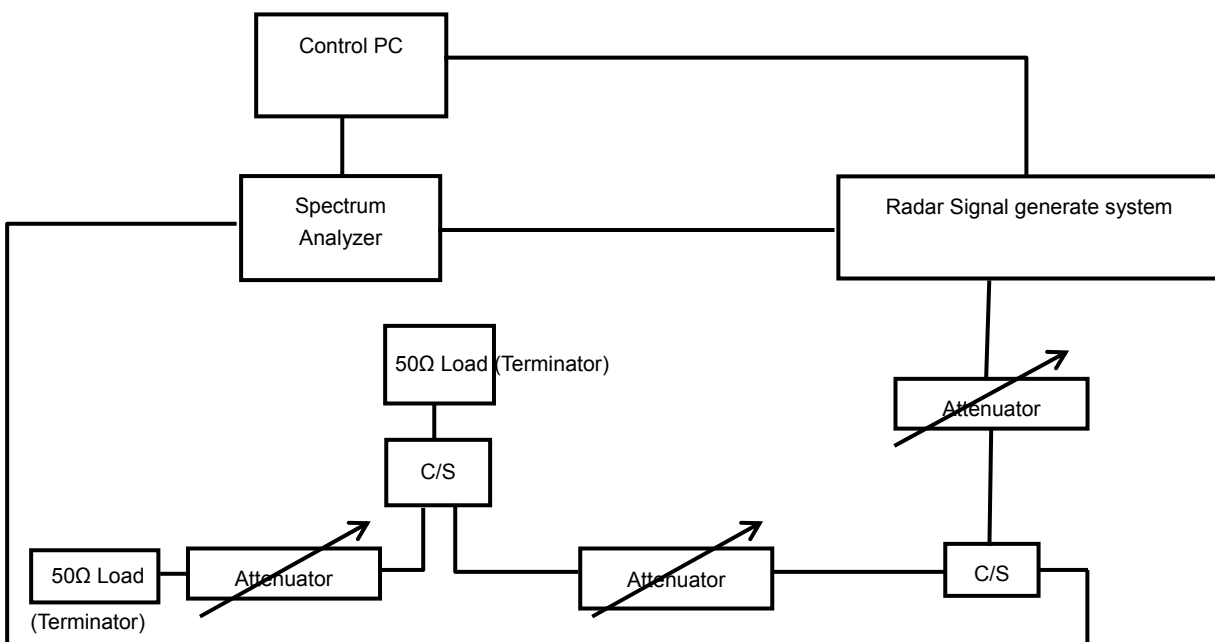 Control PC
Spectrum
Analyzer
Radar Signal generate system
50Ω Load (Terminator)
Attenuator
C/S
50Ω Load
(Terminator)
Attenuator
Attenuator
C/S